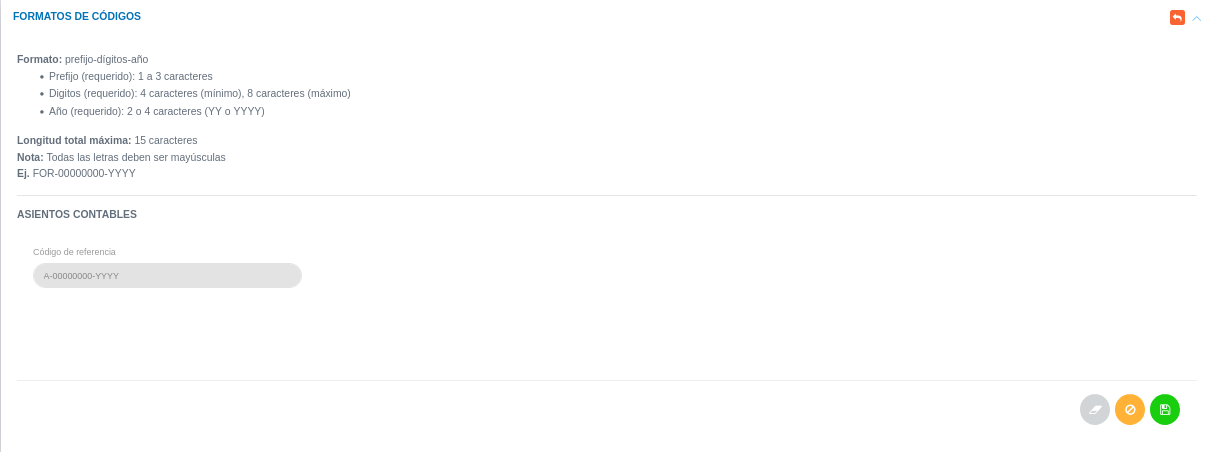 FORMATOS DE CÓDIGOS
Formato: prefijo-dígitos-año
• Prefijo (requerido): 1 a 3 caracteres
• Digitos (requerido): 4 caracteres (mínimo), 8 caracteres (máximo)
• Año (requerido): 2 o 4 caracteres (YY o YYYY)
Longitud total máxima: 15 caracteres
Nota: Todas las letras deben ser mayúsculas
Ej. FOR-00000000-YYYY
ASIENTOS CONTABLES
Código de referencia
A-00000000-YYYY